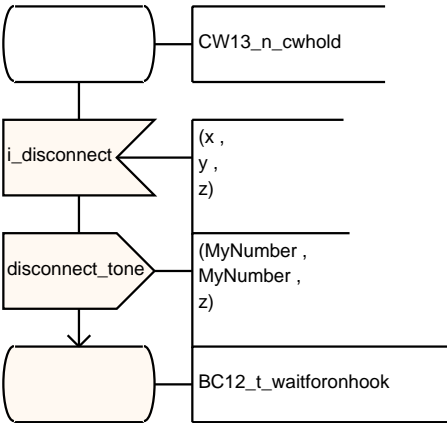 CW13_n_cwhold
i_disconnect
(x ,
y ,
z)
disconnect_tone
(MyNumber ,
MyNumber ,
z)
BC12_t_waitforonhook